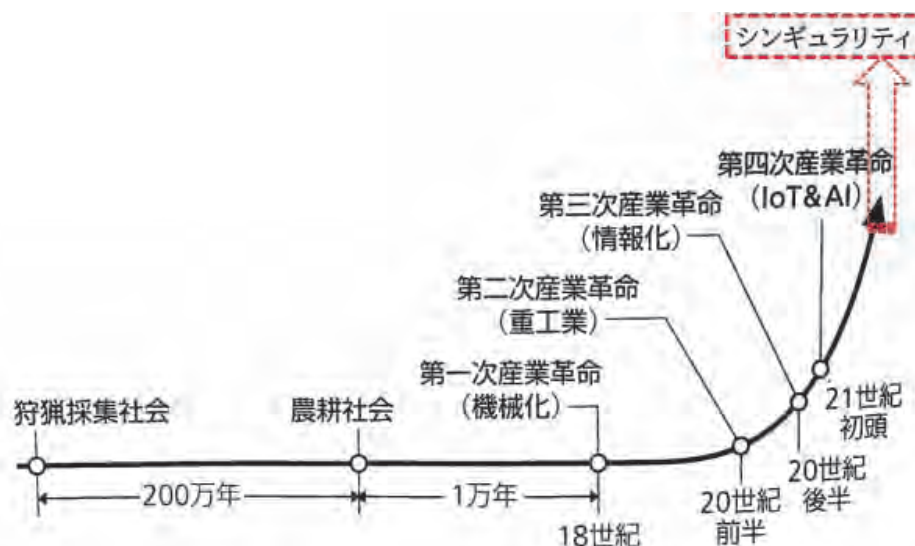 シンギュラリティ
第四次産業革命
(IoT&AI)
第三次産業革命
(情報化)
第二次産業革命
(重工業)
第一次産業革命
(機械化)
狩猟採集社会
農耕社会
200万年
1万年
18世紀
20世紀
前半
20世紀
後半
21世紀
初頭